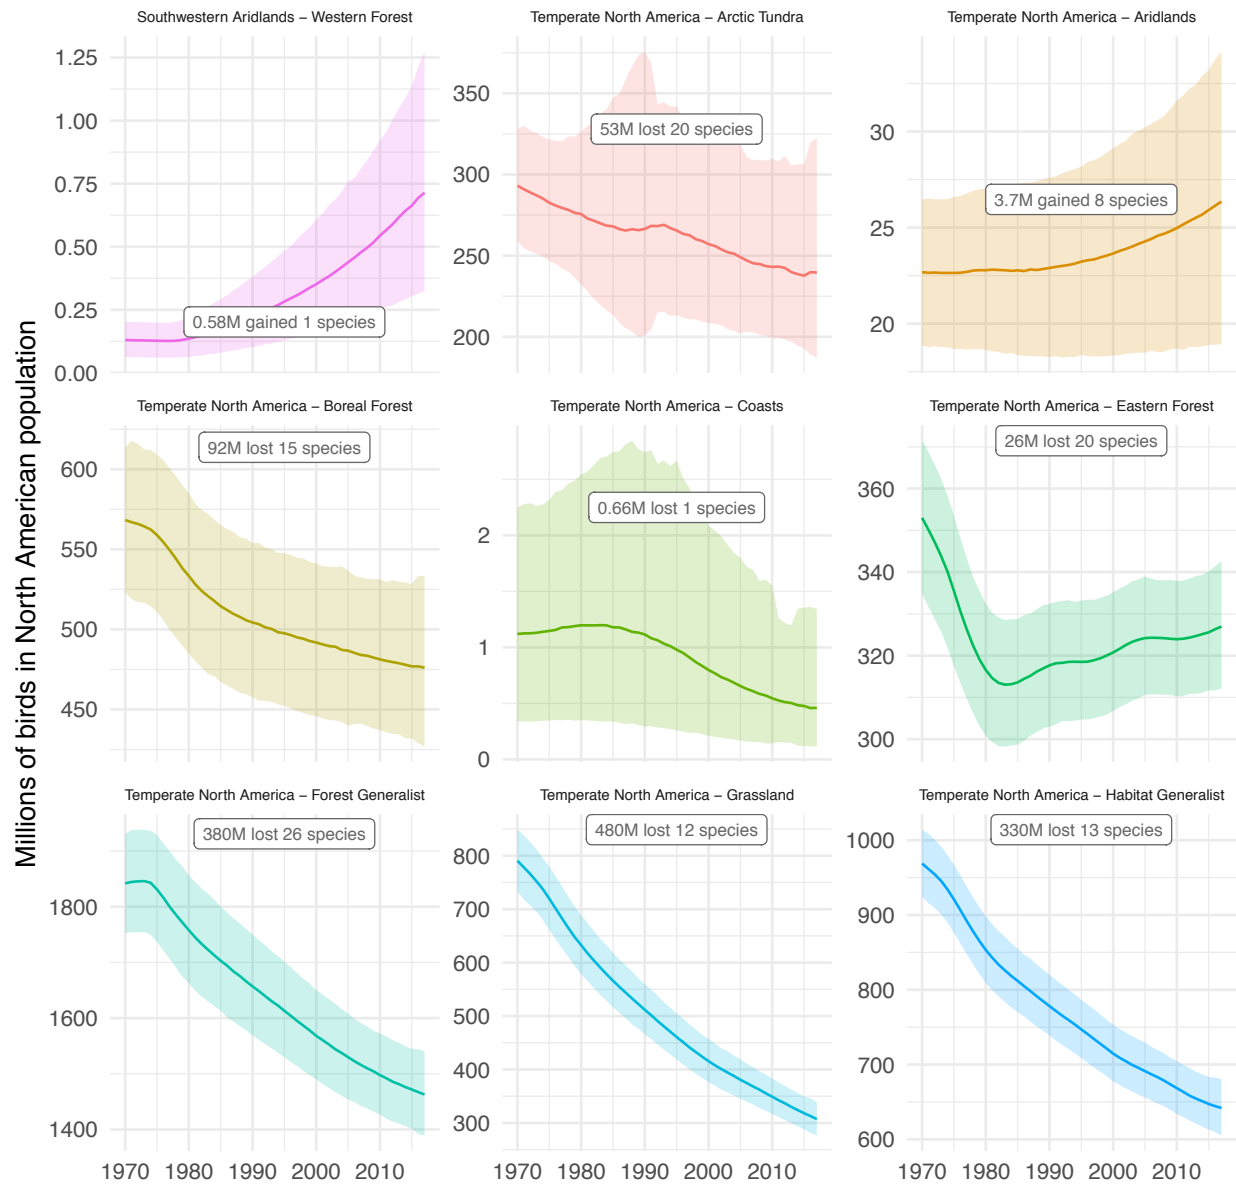 Millions of birds in North American population
Southwestern Aridlands − Western Forest
1.25
1.00
0.75
0.50
0.25
0.00
0.58M gained 1 species
Temperate North America − Arctic Tundra
350
300
250
200
53M lost 20 species
Temperate North America − Aridlands
30
25
20
3.7M gained 8 species
Temperate North America − Boreal Forest
600
550
500
450
92M lost 15 species
Temperate North America − Coasts
2
1
0
0.66M lost 1 species
Temperate North America − Eastern Forest
360
340
320
300
26M lost 20 species
Temperate North America − Forest Generalist
1800
1600
1400
380M lost 26 species
1970 1980 1990 2000 2010
Temperate North America − Grassland
800
700
600
500
400
300
480M lost 12 species
1970 1980 1990 2000 2010
Temperate North America − Habitat Generalist
1000
900
800
700
600
330M lost 13 species
1970 1980 1990 2000 2010